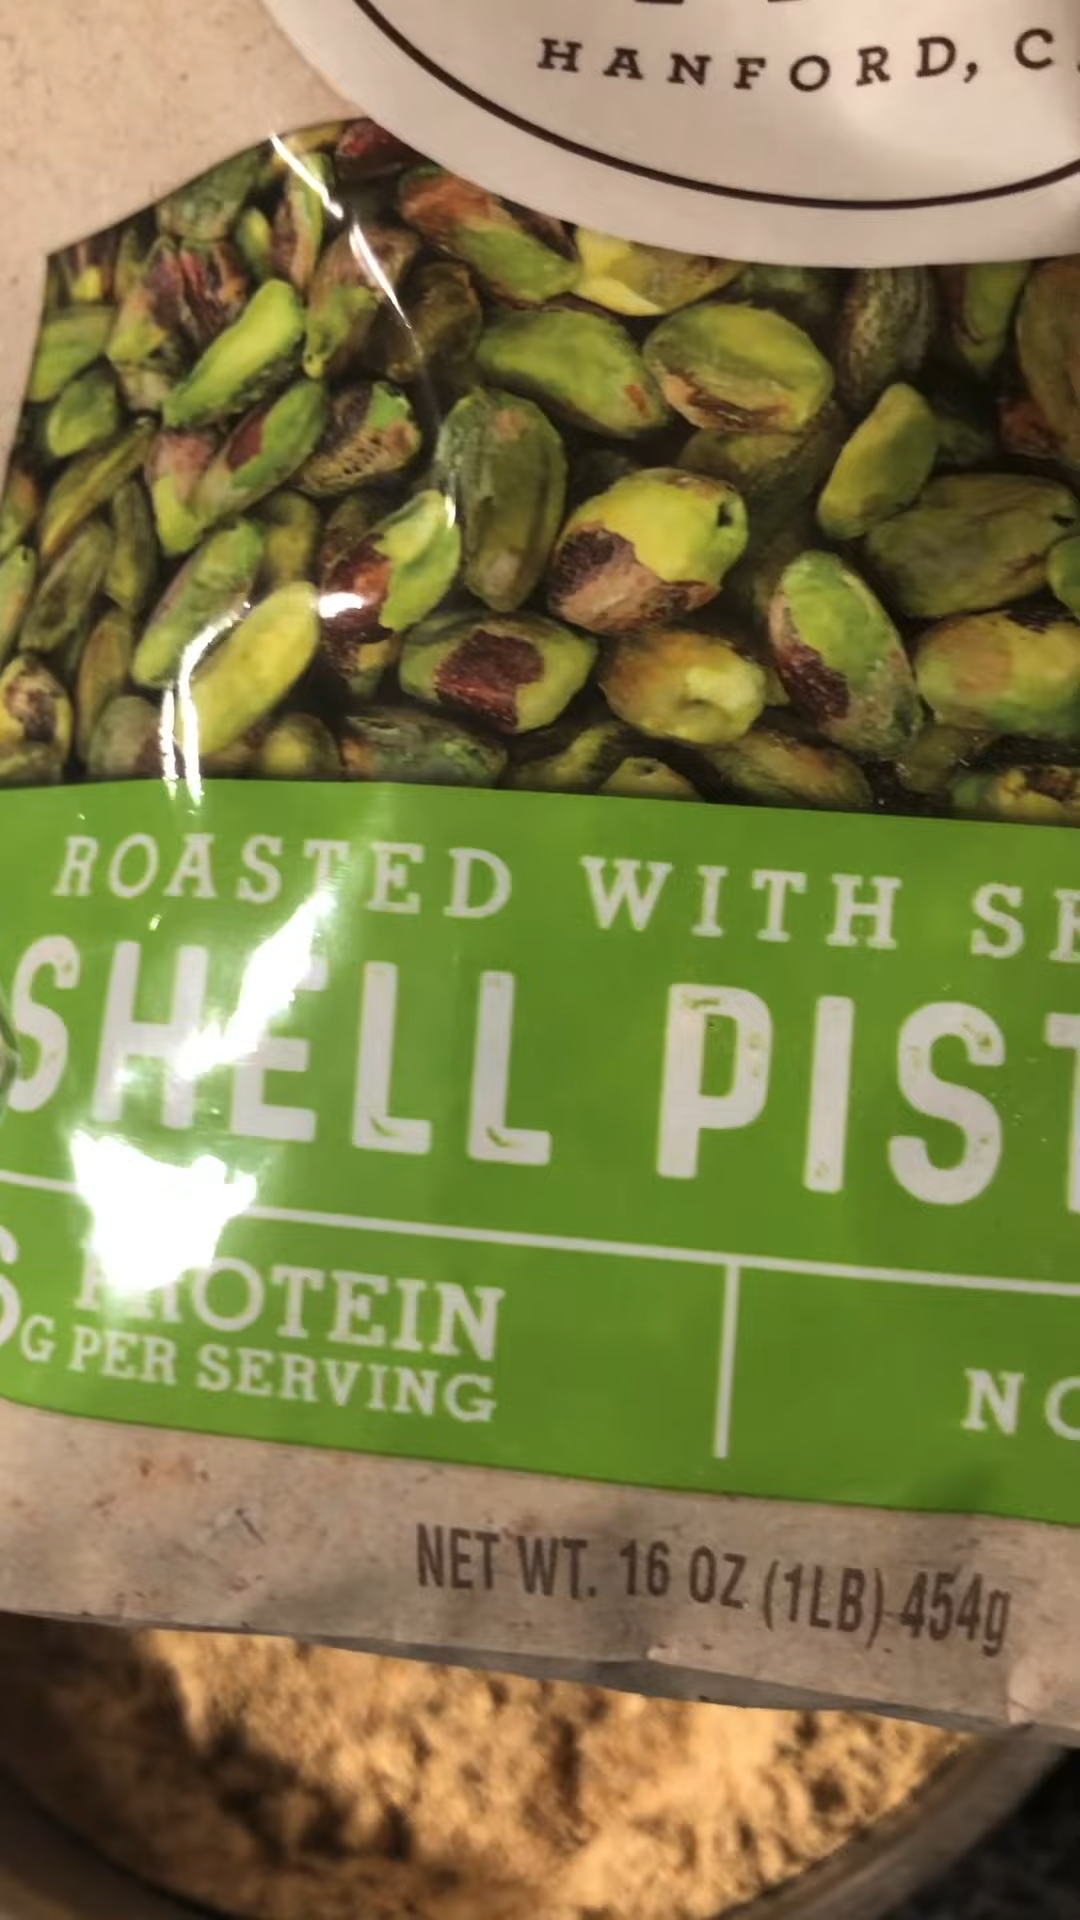 HANFORD, C
ROASTED WITH SE
SHELL PIST
PROTEIN
G PER SERVING
NO
NET WT. 16 OZ (1LB) 454g